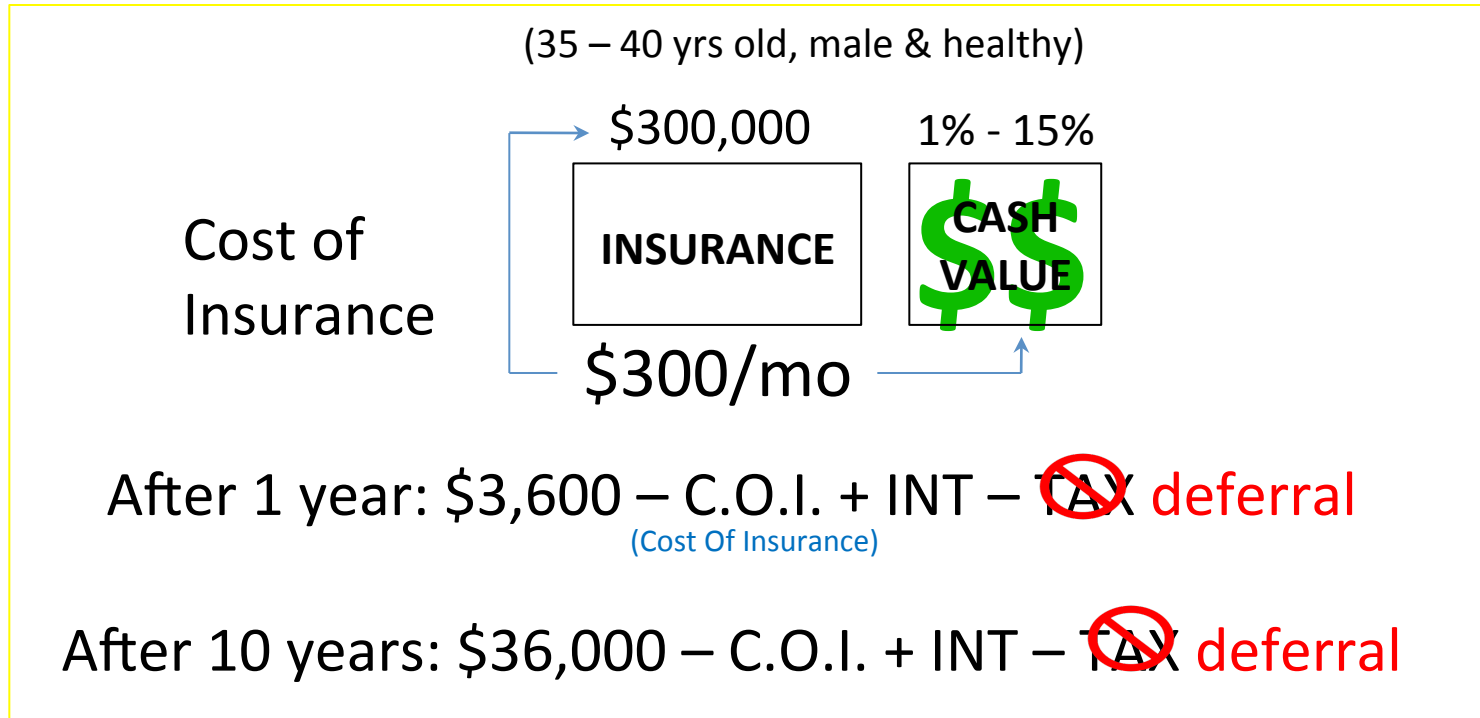 (35 – 40 yrs old, male & healthy)
$300,000 1% - 15%
Cost of
Insurance
INSURANCE
$$
CASH
VALUE
$300/mo
After 1 year: $3,600 – C.O.I. + INT – TAX deferral
(Cost Of Insurance)
After 10 years: $36,000 – C.O.I. + INT – TAX deferral